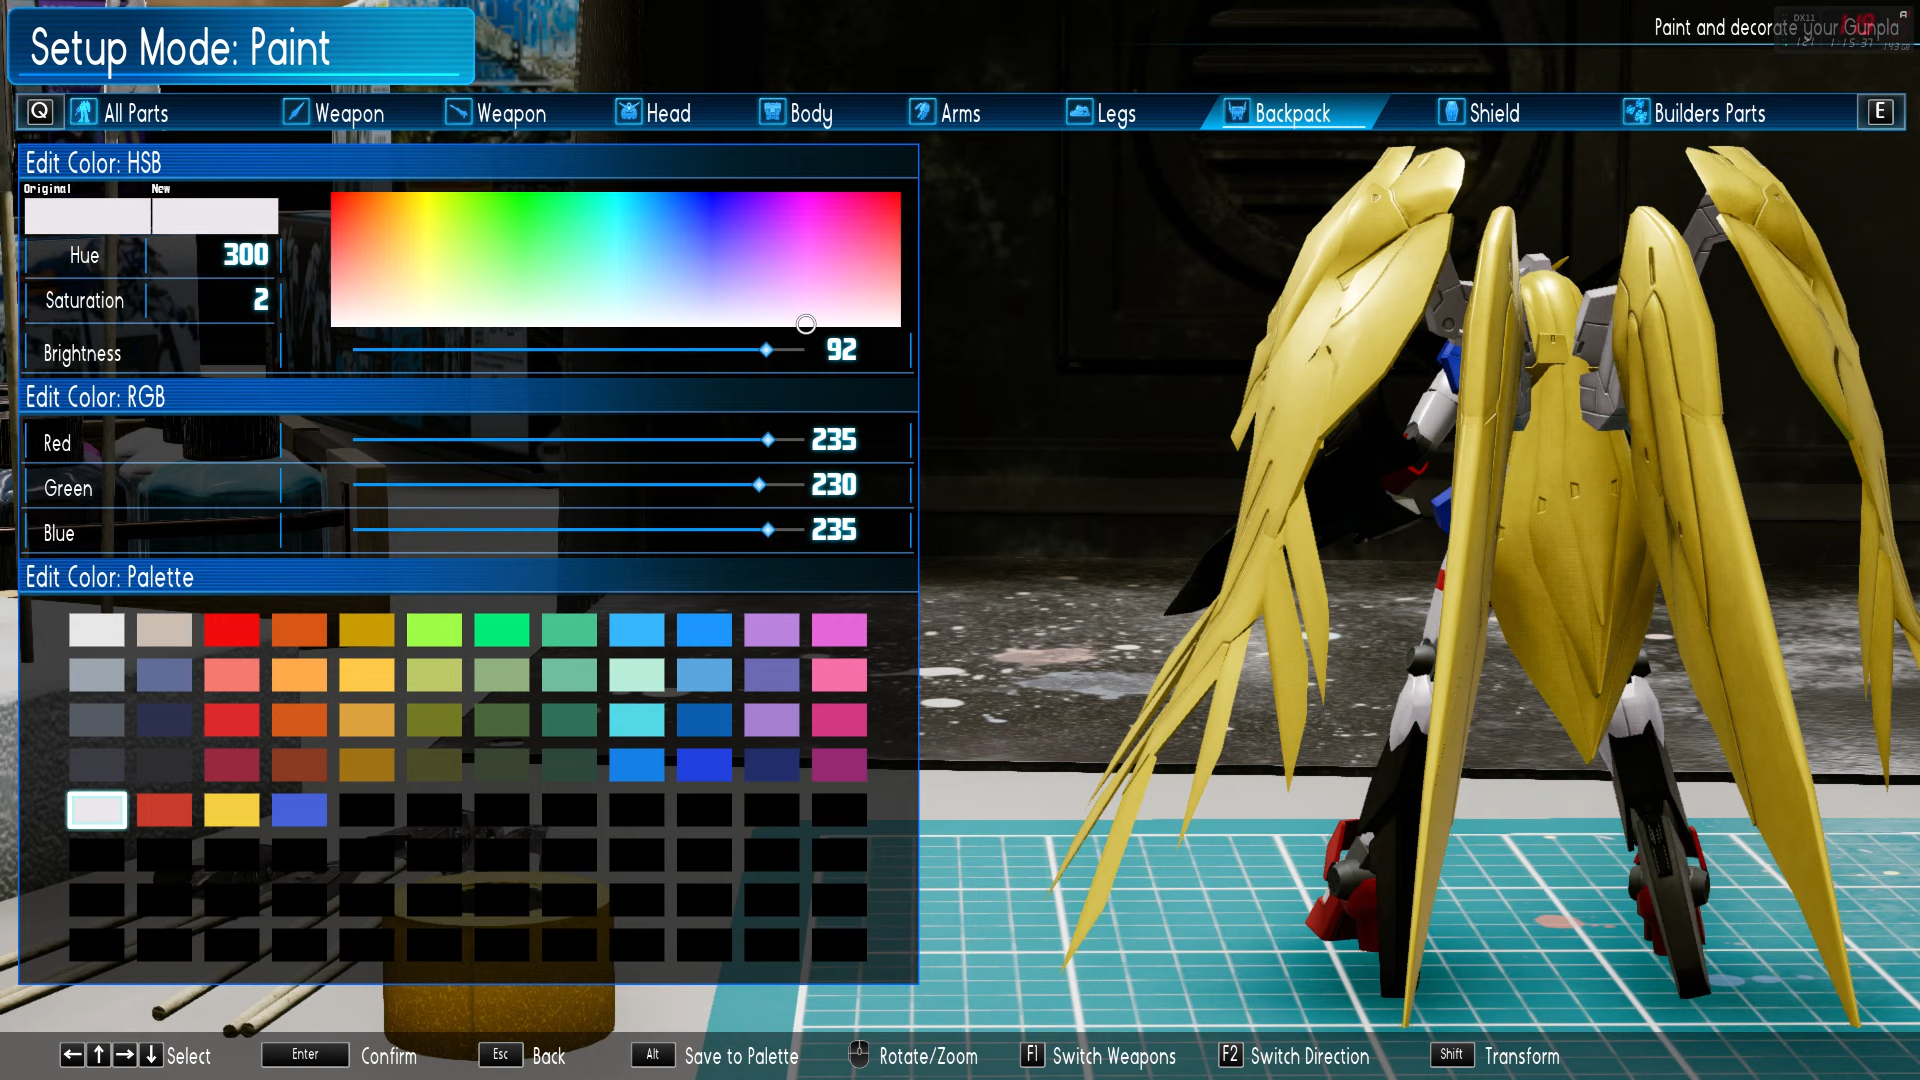 Setup Mode: Paint
Paint and decorate your Gunpla
DX11
Q All Parts Weapon Weapon Head Body Arms Legs Backpack Shield Builders Parts E
Edit Color: HSB
Original New
Hue 300
Saturation 2
Brightness 92
Edit Color: RGB
Red 235
Green 230
Blue 235
Edit Color: Palette
Select Enter Confirm Esc Back Alt Save to Palette Rotate/Zoom F1 Switch Weapons F2 Switch Direction Shift Transform